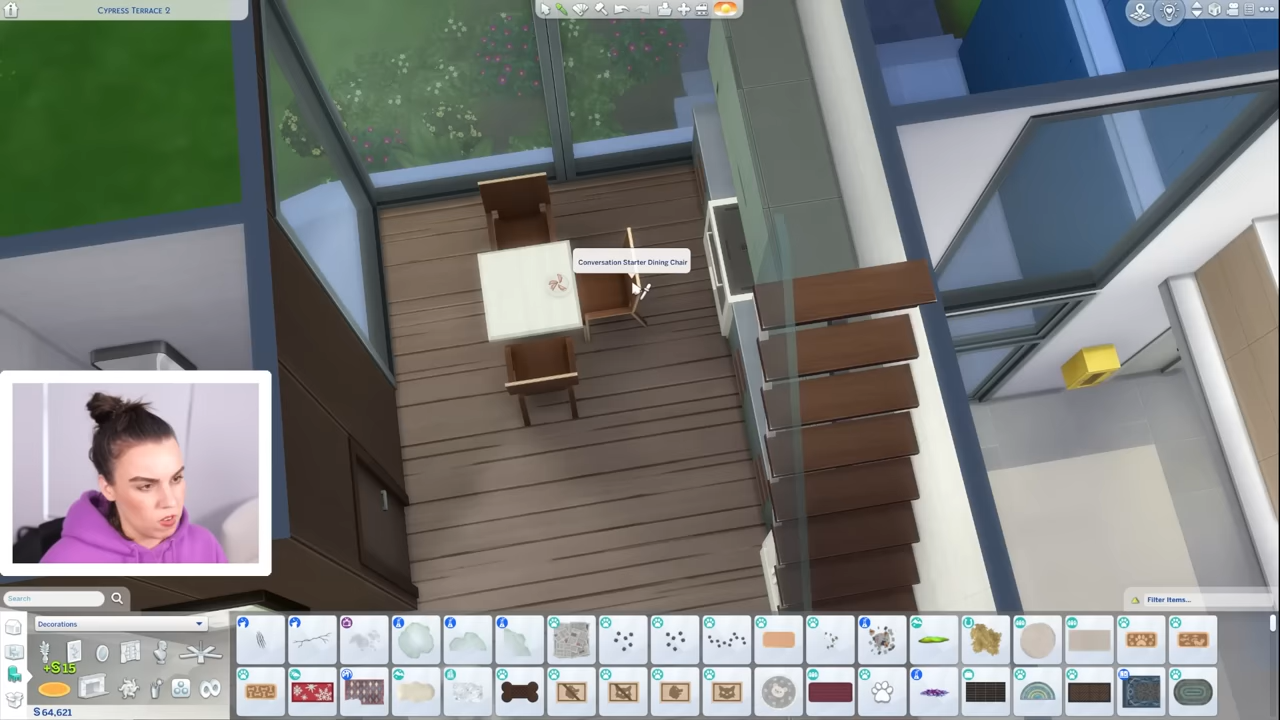 Cypress Terrace 2
Conversation Starter Dining Chair
Search
Filter Items...
Decorations
+§15
§64,621